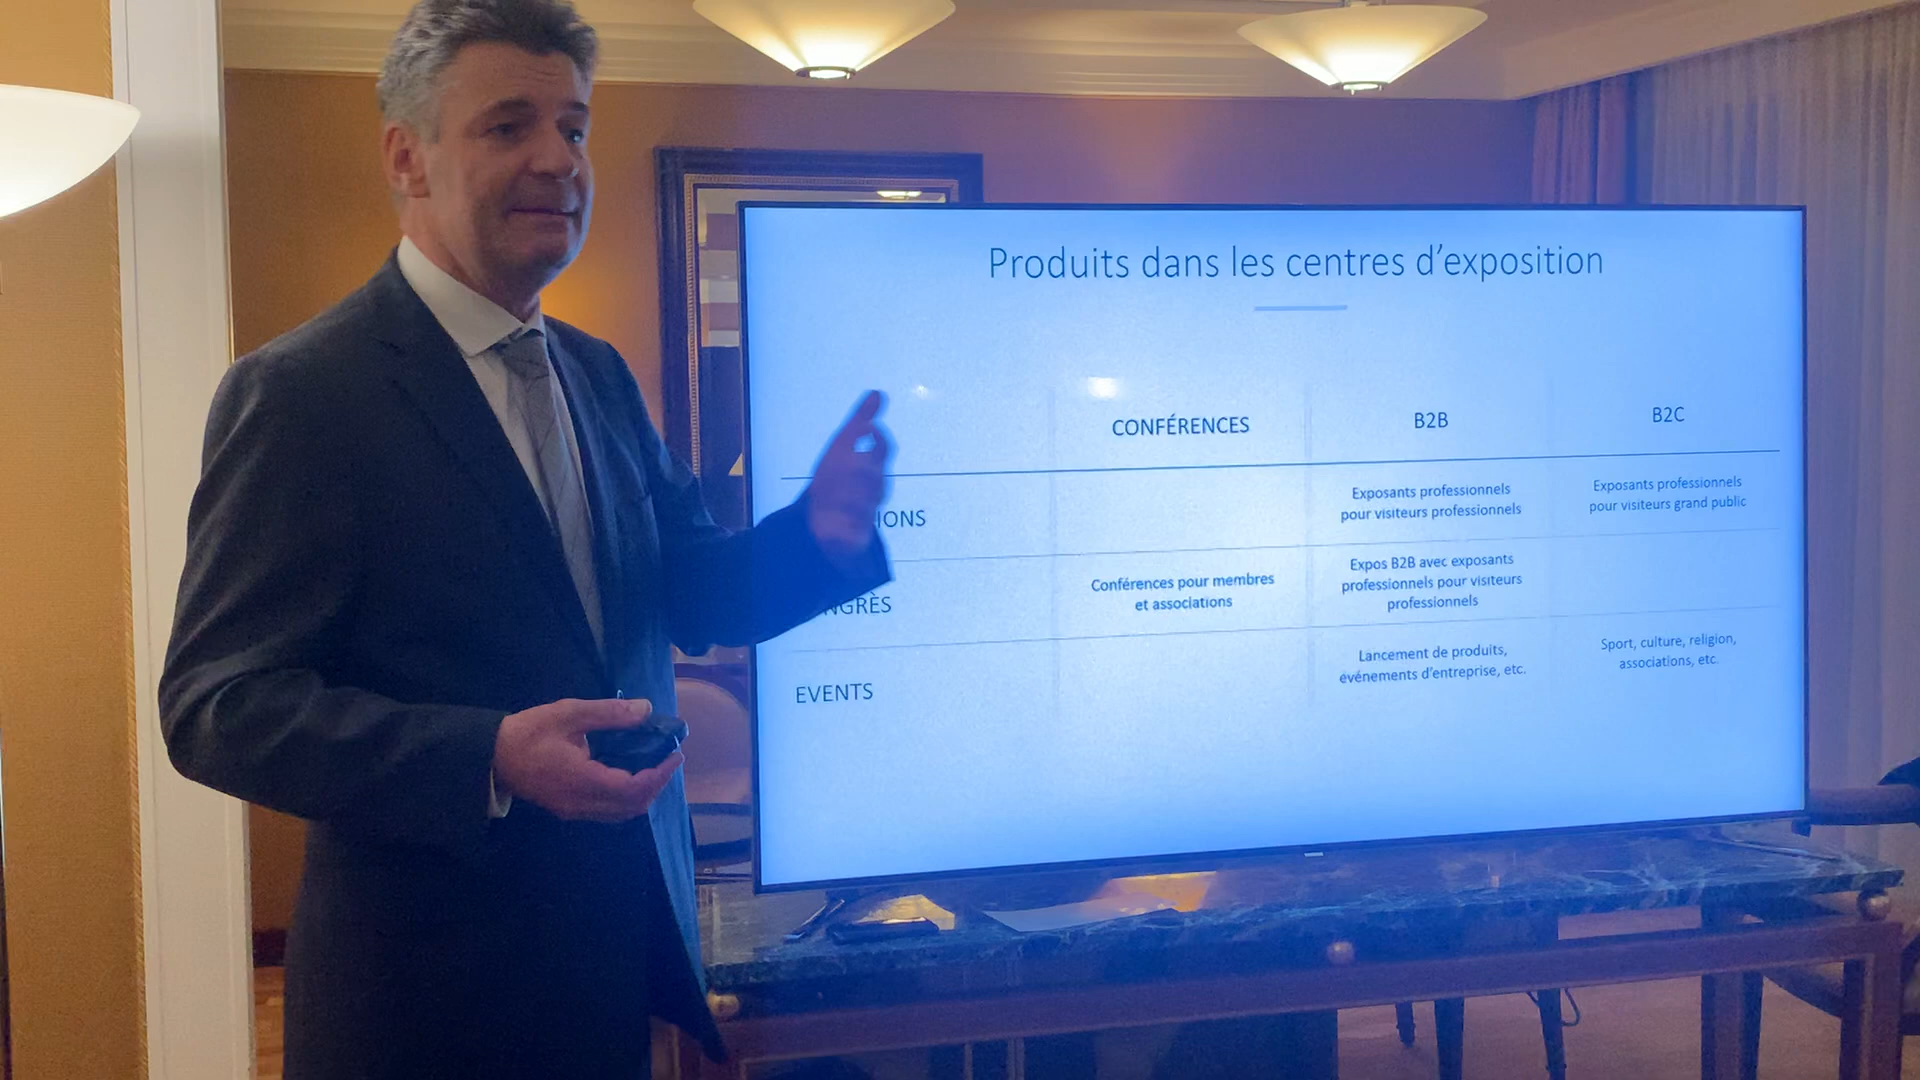 Produits dans les centres d’exposition
CONFÉRENCES
B2B
B2C
Exposants professionnels
pour visiteurs professionnels
Exposants professionnels
pour visiteurs grand public
Conférences pour membres
et associations
Expos B2B avec exposants
professionnels pour visiteurs
professionnels
EVENTS
Lancement de produits,
événements d’entreprise, etc.
Sport, culture, religion,
associations, etc.